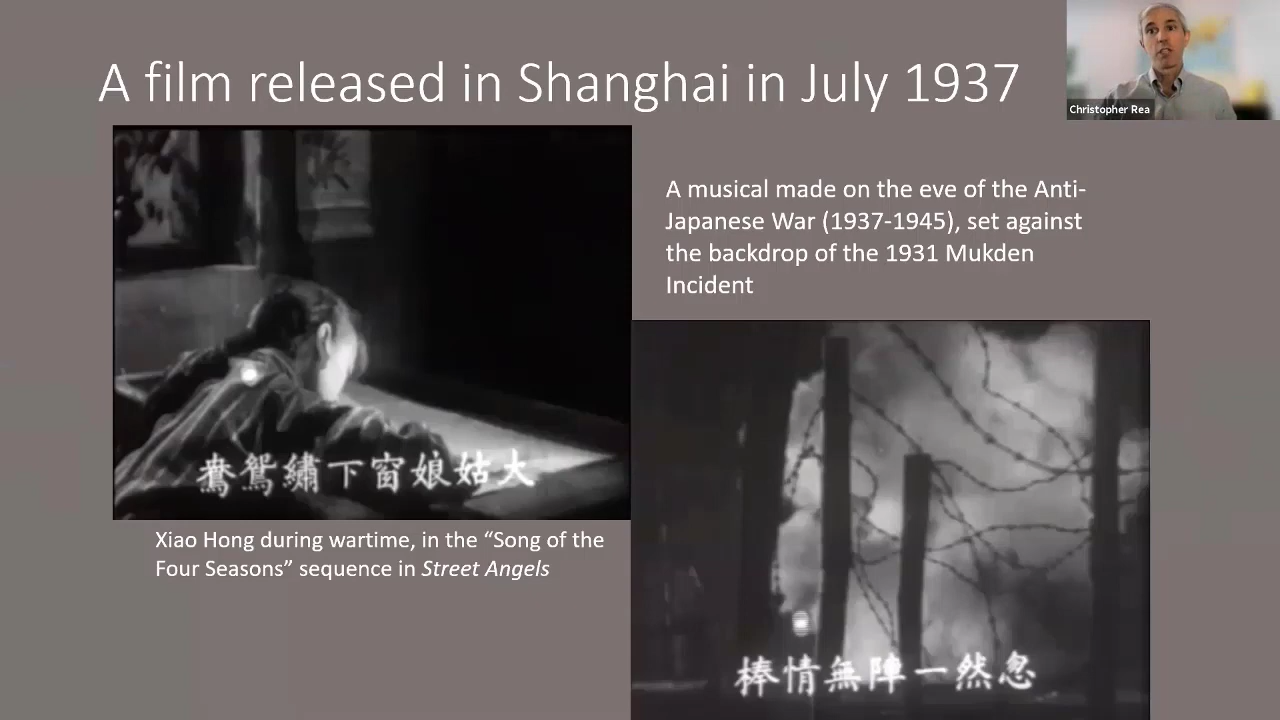 A film released in Shanghai in July 1937
Christopher Rea
A musical made on the eve of the Anti-
Japanese War (1937-1945), set against
the backdrop of the 1931 Mukden
Incident
大姑娘窗下繡鴛鴦
Xiao Hong during wartime, in the “Song of the
Four Seasons” sequence in Street Angels
忽然一陣無情棒